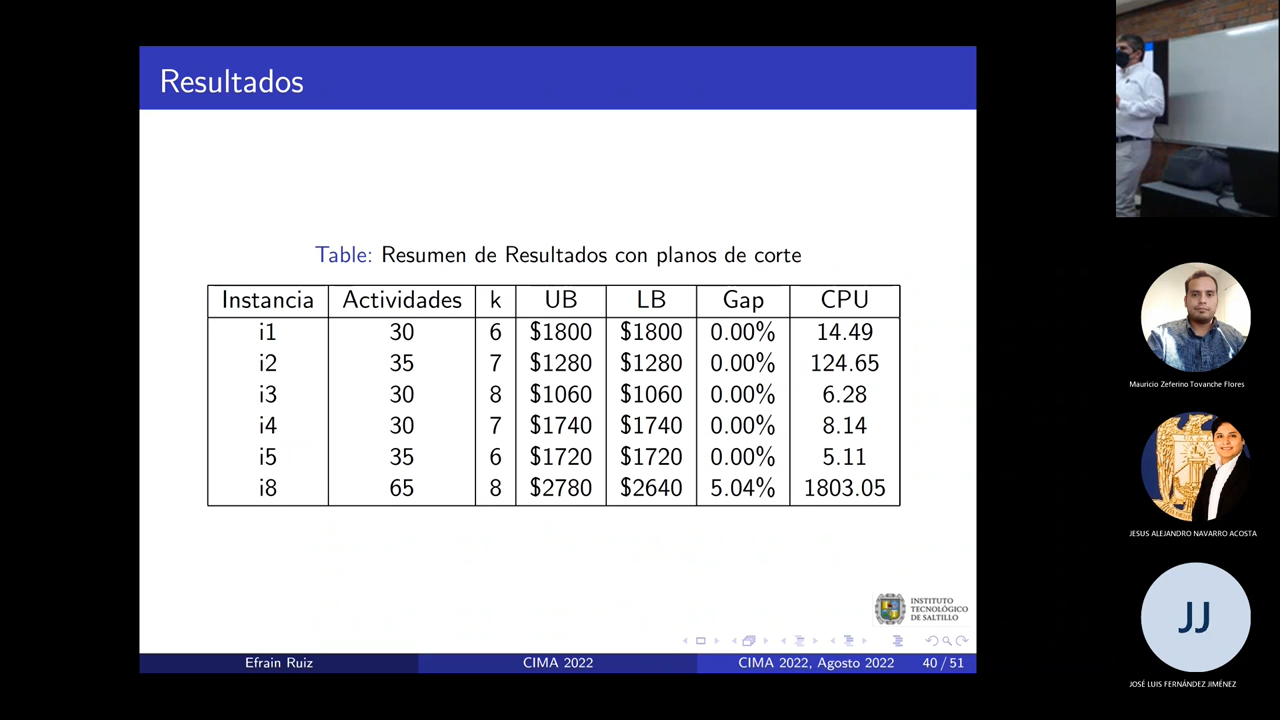 Resultados
Table: Resumen de Resultados con planos de corte
Instancia Actividades k UB LB Gap CPU
i1 30 6 $1800 $1800 0.00% 14.49
i2 35 7 $1280 $1280 0.00% 124.65
i3 30 8 $1060 $1060 0.00% 6.28
i4 30 7 $1740 $1740 0.00% 8.14
i5 35 6 $1720 $1720 0.00% 5.11
i8 65 8 $2780 $2640 5.04% 1803.05
INSTITUTO
TECNOLÓGICO
DE SALTILLO
Efrain Ruiz CIMA 2022 CIMA 2022, Agosto 2022 40 / 51
Mauricio Zeferino Tovanche Flores
JESUS ALEJANDRO NAVARRO ACOSTA
JJ
JOSÉ LUIS FERNÁNDEZ JIMÉNEZ